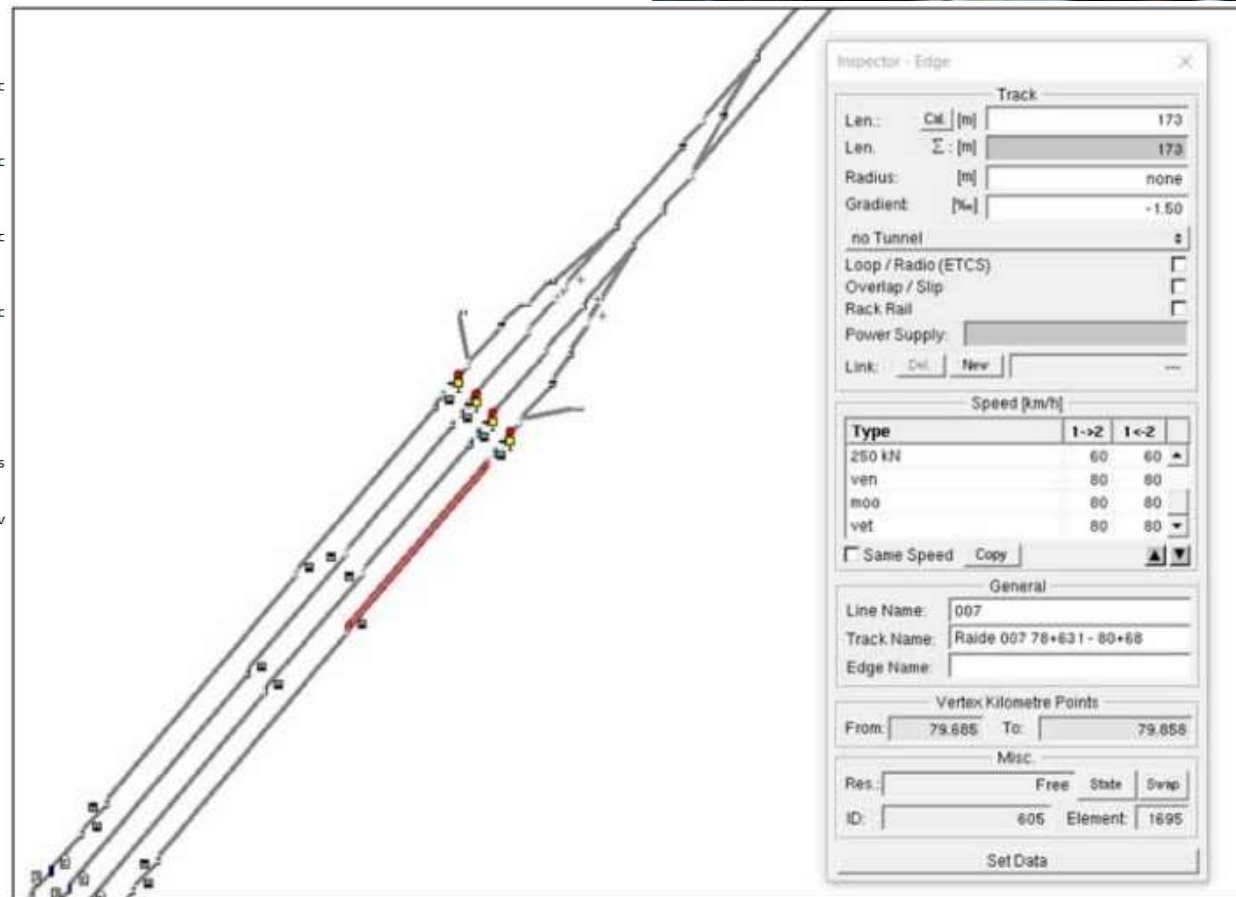 c
c
c
c
s
v
Inspector - Edge
Track
Len.: Cal. [m] 173
Len. Σ : [m] 173
Radius: [m] none
Gradient: [‰] -1.50
no Tunnel
Loop / Radio (ETCS)
Overlap / Slip
Rack Rail
Power Supply:
Link: Del. New ---
Speed [km/h]
Type 1->2 1<-2
250 kN 60 60
ven 80 80
moo 80 80
vet 80 80
Same Speed Copy
General
Line Name: 007
Track Name: Raide 007 78+631 - 80+68
Edge Name:
Vertex Kilometre Points
From: 79.685 To: 79.858
Misc.
Res.: Free State Swap
ID: 605 Element: 1695
Set Data